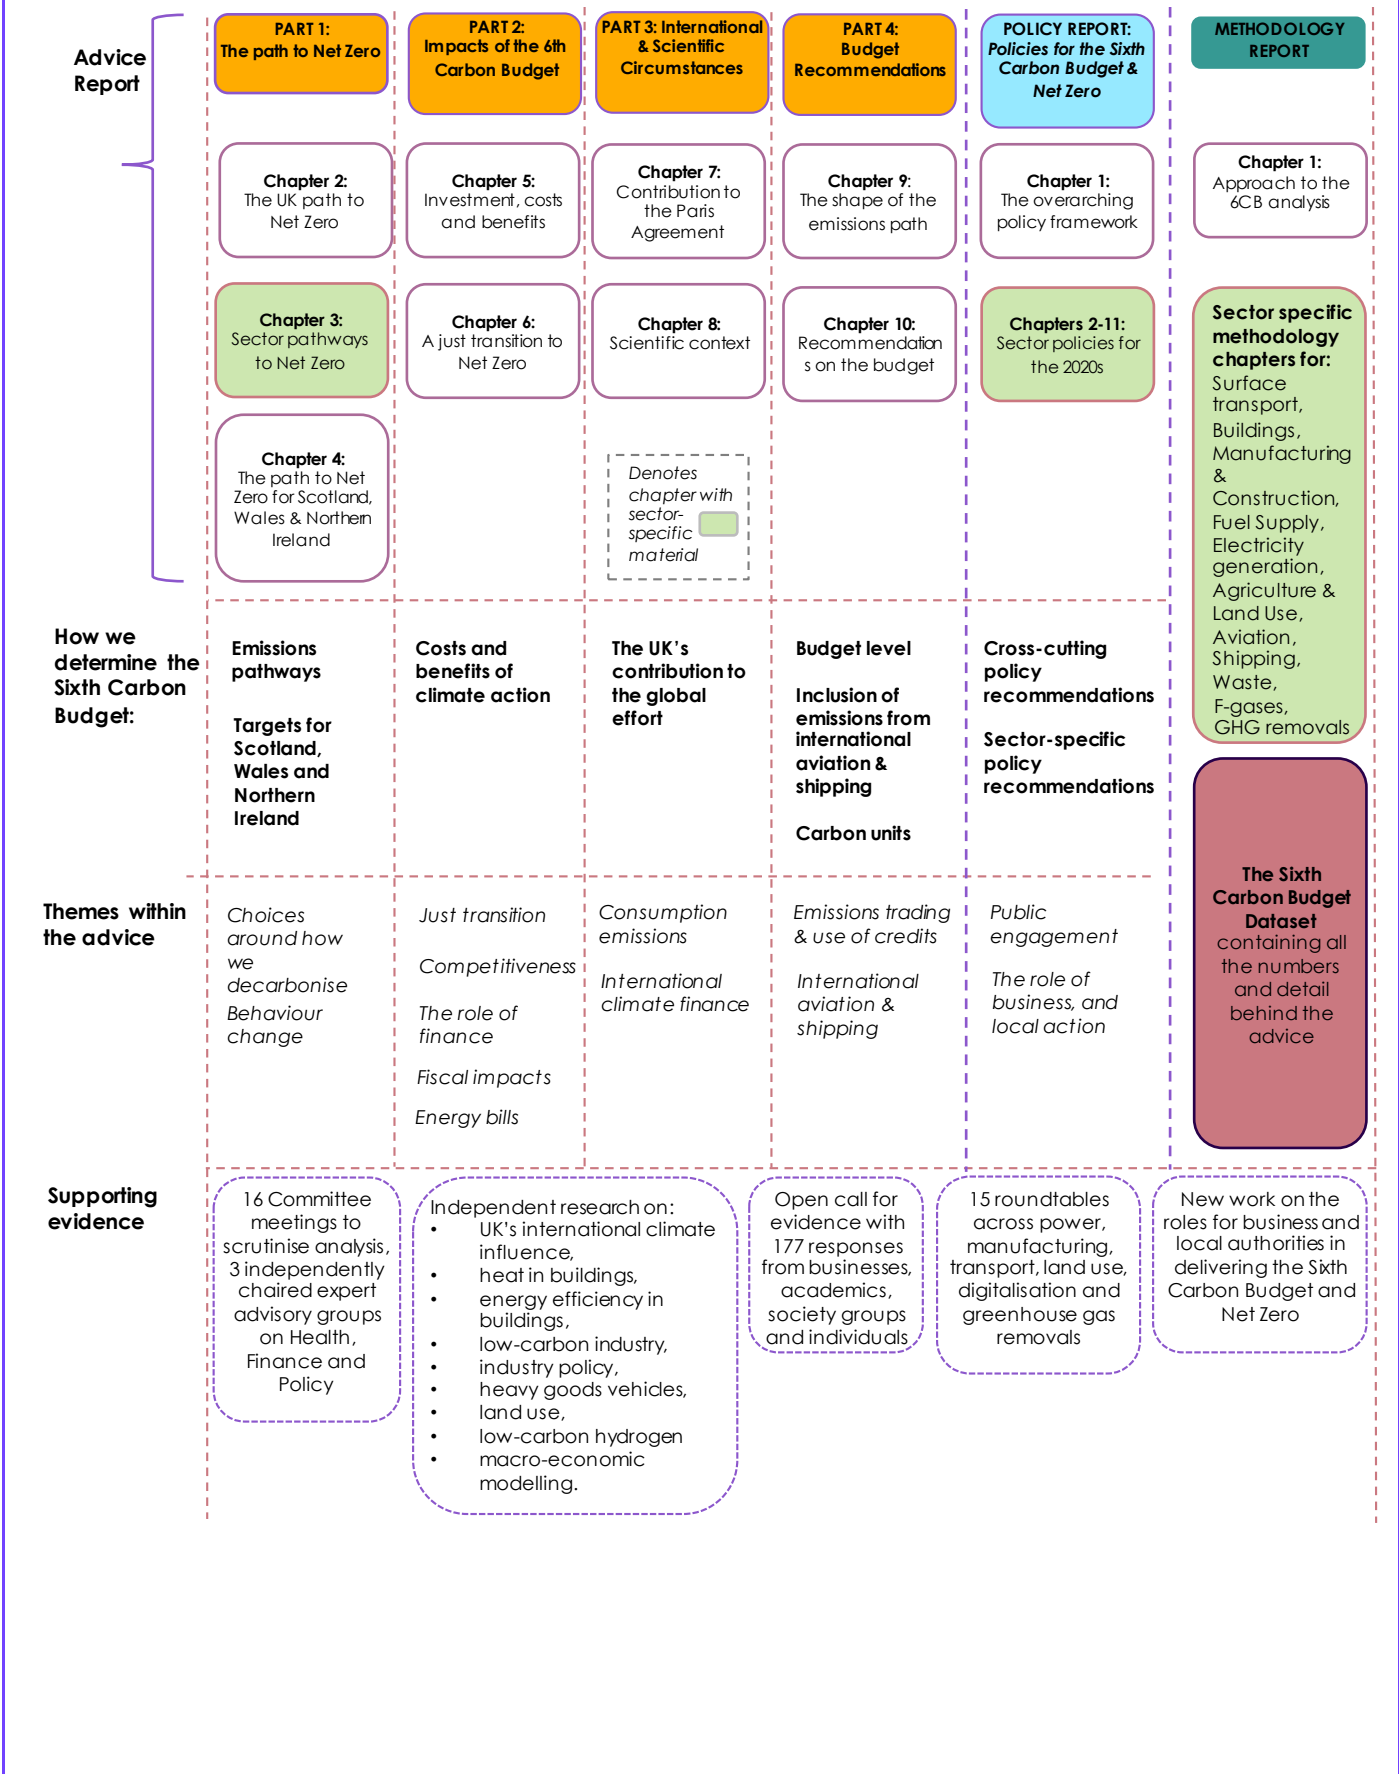 Advice
Report
PART 1:
The path to Net Zero
PART 2:
Impacts of the 6th
Carbon Budget
PART 3: International
& Scientific
Circumstances
PART 4:
Budget
Recommendations
POLICY REPORT:
Policies for the Sixth
Carbon Budget &
Net Zero
METHODOLOGY
REPORT
Chapter 2:
The UK path to
Net Zero
Chapter 5:
Investment, costs
and benefits
Chapter 7:
Contribution to
the Paris
Agreement
Chapter 9:
The shape of the
emissions path
Chapter 1:
The overarching
policy framework
Chapter 1:
Approach to the
6CB analysis
Chapter 3:
Sector pathways
to Net Zero
Chapter 6:
A just transition to
Net Zero
Chapter 8:
Scientific context
Chapter 10:
Recommendation
s on the budget
Chapters 2-11:
Sector policies for
the 2020s
Sector specific
methodology
chapters for:
Surface
transport,
Buildings,
Manufacturing
&
Construction,
Fuel Supply,
Electricity
generation,
Agriculture &
Land Use,
Aviation,
Shipping,
Waste,
F-gases,
GHG removals
Chapter 4:
The path to Net
Zero for Scotland,
Wales & Northern
Ireland
Denotes
chapter with
sector-
specific
material
How we
determine the
Sixth Carbon
Budget:
Emissions
pathways
Targets for
Scotland,
Wales and
Northern
Ireland
Costs and
benefits of
climate action
The UK's
contribution to
the global
effort
Budget level
Inclusion of
emissions from
international
aviation &
shipping
Carbon units
Cross-cutting
policy
recommendations
Sector-specific
policy
recommendations
The Sixth
Carbon Budget
Dataset
containing all
the numbers
and detail
behind the
advice
Themes within
the advice
Choices
around how
we
decarbonise
Behaviour
change
Just transition
Competitiveness
The role of
finance
Fiscal impacts
Energy bills
Consumption
emissions
International
climate finance
Emissions trading
& use of credits
International
aviation &
shipping
Public
engagement
The role of
business, and
local action
Supporting
evidence
16 Committee
meetings to
scrutinise analysis,
3 independently
chaired expert
advisory groups
on Health,
Finance and
Policy
Independent research on:
• UK's international climate
influence,
• heat in buildings,
• energy efficiency in
buildings,
• low-carbon industry,
• industry policy,
• heavy goods vehicles,
• land use,
• low-carbon hydrogen
• macro-economic
modelling.
Open call for
evidence with
177 responses
from businesses,
academics,
society groups
and individuals
15 roundtables
across power,
manufacturing,
transport, land use,
digitalisation and
greenhouse gas
removals
New work on the
roles for business and
local authorities in
delivering the Sixth
Carbon Budget and
Net Zero